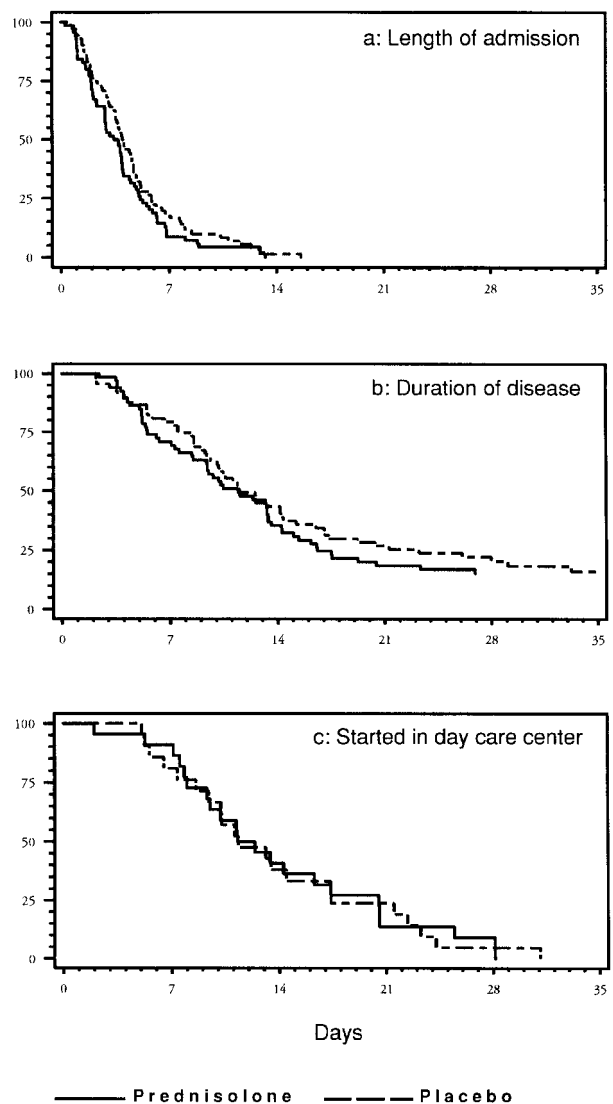 a: Length of admission
100
75
50
25
0
0 7 14 21 28 35
b: Duration of disease
100
75
50
25
0
0 7 14 21 28 35
c: Started in day care center
100
75
50
25
0
0 7 14 21 28 35
Days
Prednisolone Placebo